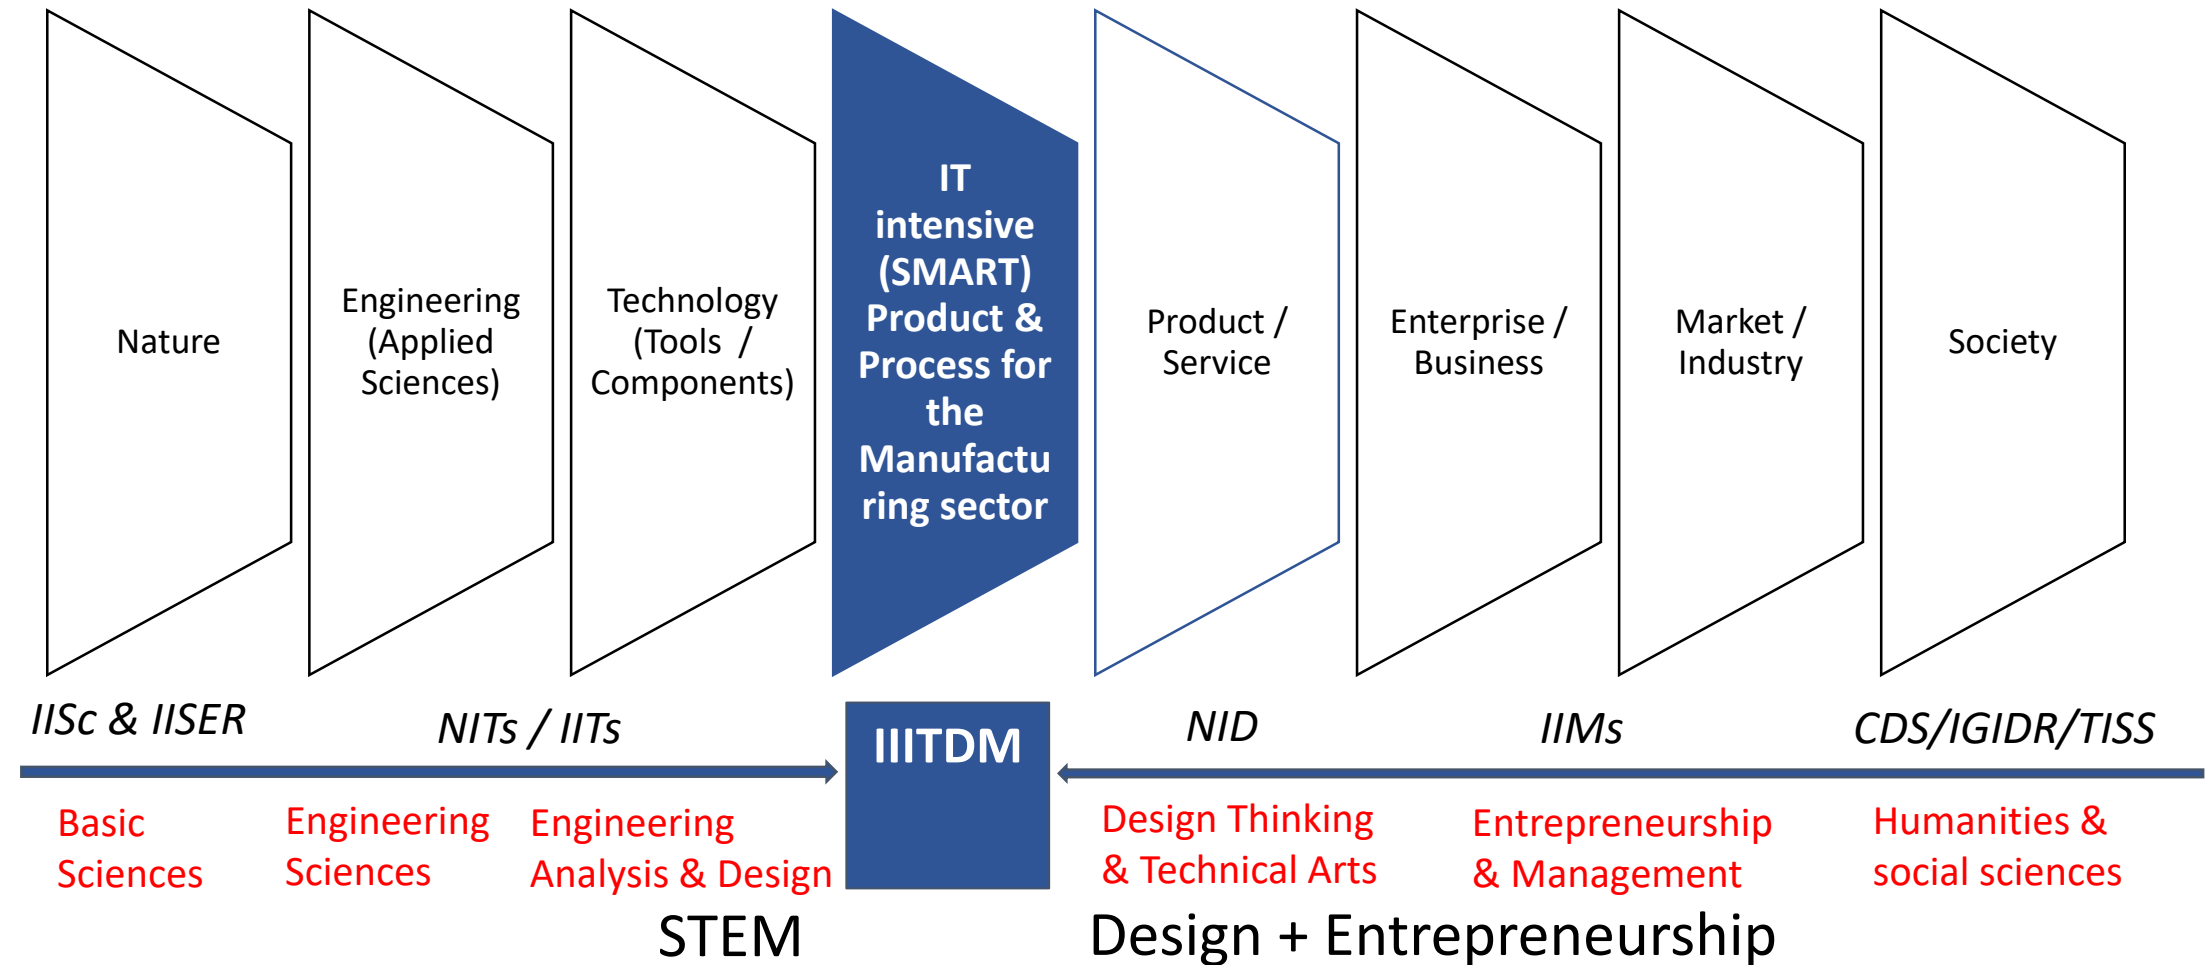 Nature
Engineering
(Applied
Sciences)
Technology
(Tools /
Components)
IT
intensive
(SMART)
Product &
Process for
the
Manufactu
ring sector
Product /
Service
Enterprise /
Business
Market /
Industry
Society
IISc & IISER
NITs / IITs
IIITDM
NID
IIMs
CDS/IGIDR/TISS
Basic
Sciences
Engineering
Sciences
Engineering
Analysis & Design
Design Thinking
& Technical Arts
Entrepreneurship
& Management
Humanities &
social sciences
STEM
Design + Entrepreneurship